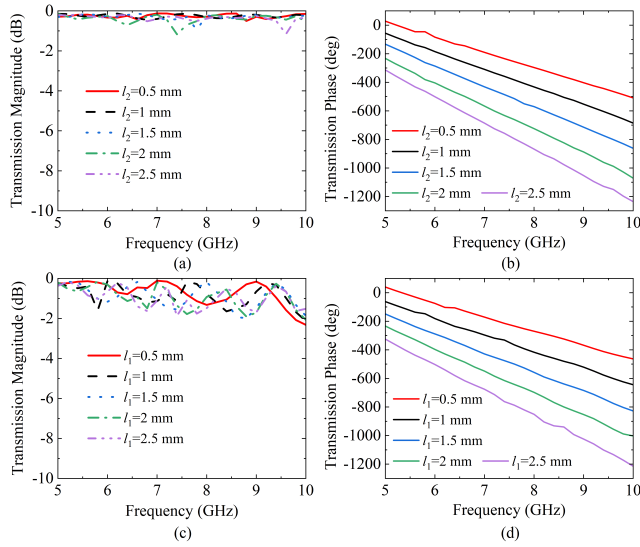 0
-2
-4
-6
-8
-10
Transmission Magnitude (dB)
l2=0.5 mm
l2=1 mm
l2=1.5 mm
l2=2 mm
l2=2.5 mm
5 6 7 8 9 10
Frequency (GHz)
(a)
0
-200
-400
-600
-800
-1000
-1200
Transmission Phase (deg)
l2=0.5 mm
l2=1 mm
l2=1.5 mm
l2=2 mm l2=2.5 mm
5 6 7 8 9 10
Frequency (GHz)
(b)
0
-2
-4
-6
-8
-10
Transmission Magnitude (dB)
l1=0.5 mm
l1=1 mm
l1=1.5 mm
l1=2 mm
l1=2.5 mm
5 6 7 8 9 10
Frequency (GHz)
(c)
0
-200
-400
-600
-800
-1000
-1200
Transmission Phase (deg)
l1=0.5 mm
l1=1 mm
l1=1.5 mm
l1=2 mm l1=2.5 mm
5 6 7 8 9 10
Frequency (GHz)
(d)